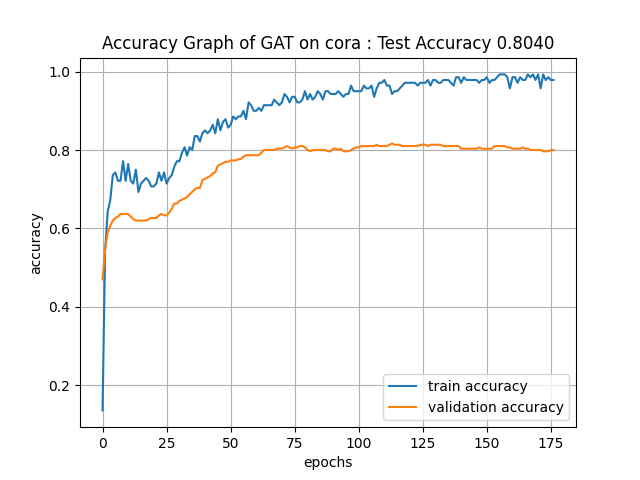 Accuracy Graph of GAT on cora : Test Accuracy 0.8040
1.0
0.8
0.6
0.4
0.2
accuracy
train accuracy
validation accuracy
0 25 50 75 100 125 150 175
epochs